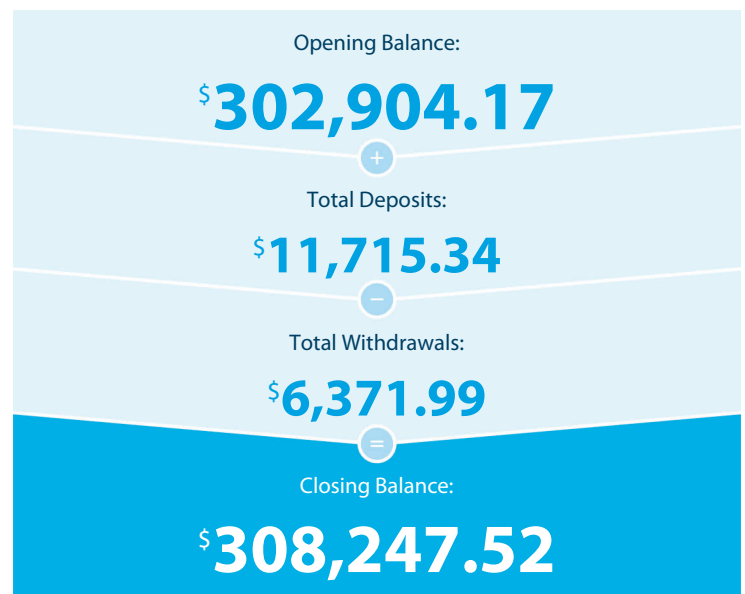 Opening Balance:
$302,904.17
+
Total Deposits:
$11,715.34
−
Total Withdrawals:
$6,371.99
=
Closing Balance:
$308,247.52